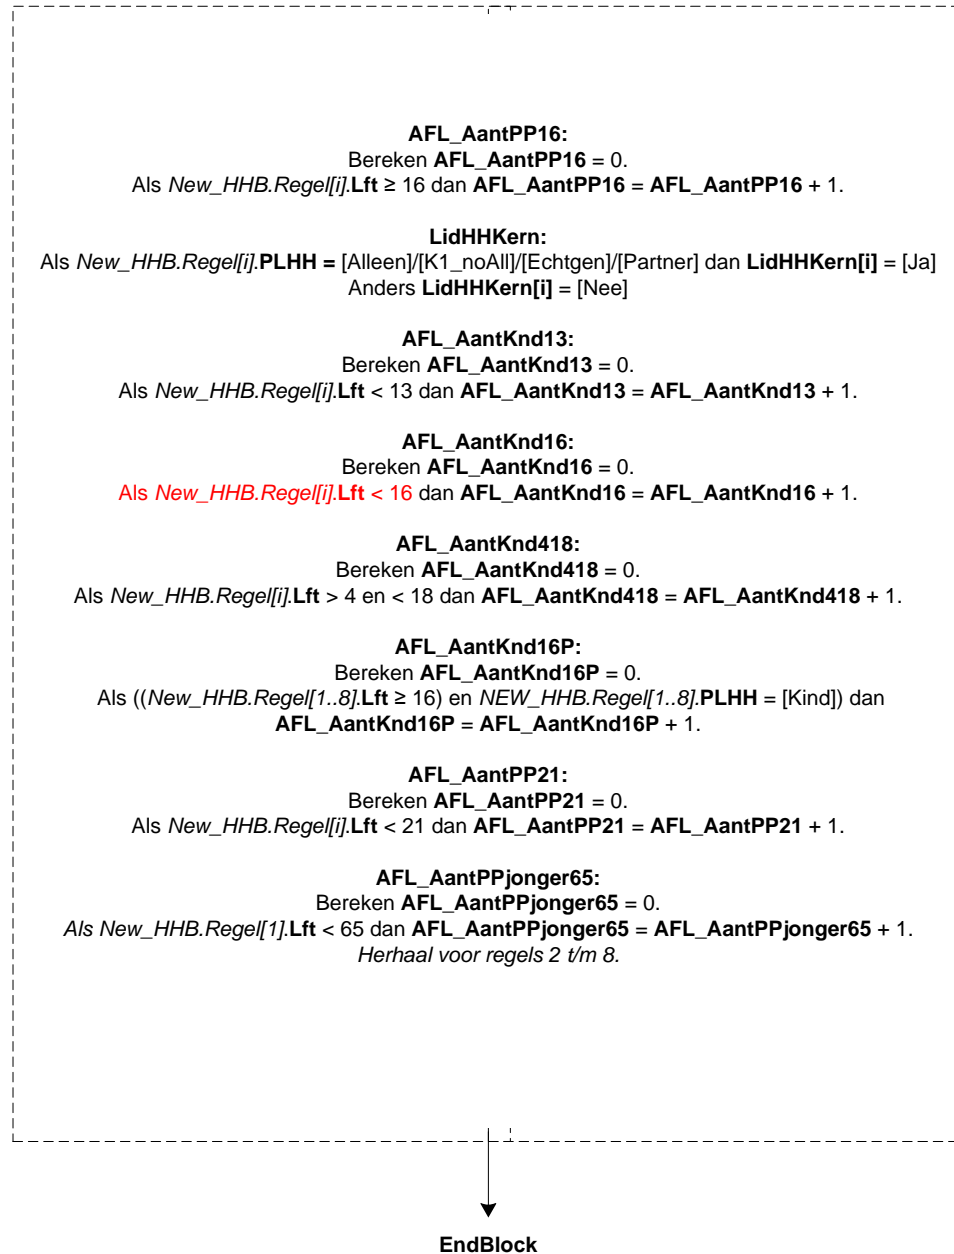 AFL_AantPP16:
Bereken AFL_AantPP16 = 0.
Als New_HHB.Regel[i].Lft ≥ 16 dan AFL_AantPP16 = AFL_AantPP16 + 1.
LidHHKern:
Als New_HHB.Regel[i].PLHH = [Alleen]/[K1_noAll]/[Echtgen]/[Partner] dan LidHHKern[i] = [Ja]
Anders LidHHKern[i] = [Nee]
AFL_AantKnd13:
Bereken AFL_AantKnd13 = 0.
Als New_HHB.Regel[i].Lft < 13 dan AFL_AantKnd13 = AFL_AantKnd13 + 1.
AFL_AantKnd16:
Bereken AFL_AantKnd16 = 0.
Als New_HHB.Regel[i].Lft < 16 dan AFL_AantKnd16 = AFL_AantKnd16 + 1.
AFL_AantKnd418:
Bereken AFL_AantKnd418 = 0.
Als New_HHB.Regel[i].Lft > 4 en < 18 dan AFL_AantKnd418 = AFL_AantKnd418 + 1.
AFL_AantKnd16P:
Bereken AFL_AantKnd16P = 0.
Als ((New_HHB.Regel[1..8].Lft ≥ 16) en NEW_HHB.Regel[1..8].PLHH = [Kind]) dan
AFL_AantKnd16P = AFL_AantKnd16P + 1.
AFL_AantPP21:
Bereken AFL_AantPP21 = 0.
Als New_HHB.Regel[i].Lft < 21 dan AFL_AantPP21 = AFL_AantPP21 + 1.
AFL_AantPPjonger65:
Bereken AFL_AantPPjonger65 = 0.
Als New_HHB.Regel[1].Lft < 65 dan AFL_AantPPjonger65 = AFL_AantPPjonger65 + 1.
Herhaal voor regels 2 t/m 8.
EndBlock